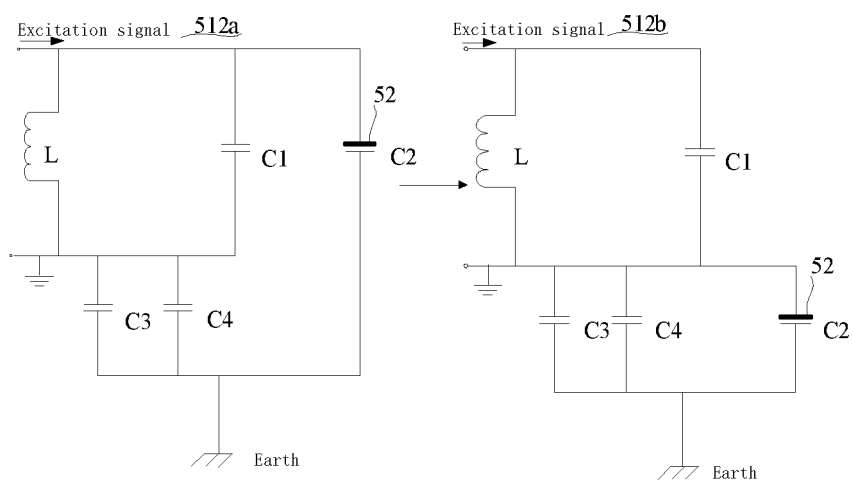 Excitation signal 512a
52
L
C1
C2
C3
C4
Earth
Excitation signal 512b
L
C1
52
C3
C4
C2
Earth